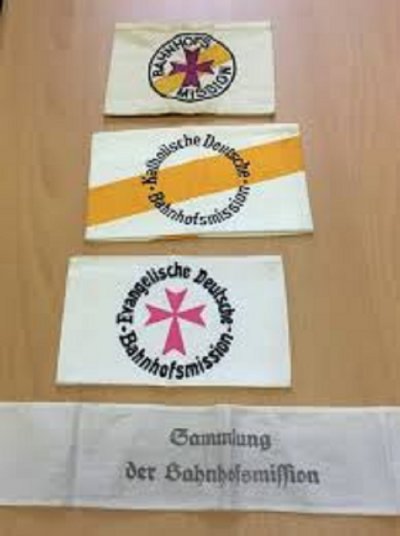 BAHNHOFS
MISSION
Katholische Deutsche
· Bahnhofsmission ·
Evangelische Deutsche
· Bahnhofsmission ·
Sammlung
der Bahnhofsmission